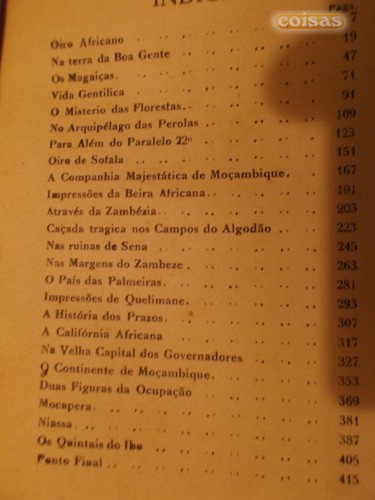 coisas
INDICE
Pags.
Oiro Africano .. .. .. 7
Na terra da Boa Gente .. .. .. 19
Os Magaiças .. .. .. 47
Vida Gentilica .. .. .. 71
O Misterio das Florestas. .. .. .. 91
No Arquipélago das Perolas .. .. .. 109
Para Além do Paralelo 22º .. .. .. 123
Oiro de Sofala .. .. .. 151
A Companhia Majestática de Moçambique. .. .. 167
Impressões da Beira Africana .. .. .. 191
Através da Zambézia .. .. .. 203
Caçada tragica nos Campos do Algodão .. .. 223
Nas ruinas de Sena .. .. .. 245
Nas Margens do Zambeze .. .. .. 263
O País das Palmeiras .. .. .. 281
Impressões de Quelimane. .. .. .. 293
A História dos Prazos .. .. .. 307
A Califórnia Africana .. .. .. 317
Na Velha Capital dos Governadores .. .. 327
O Continente de Moçambique. .. .. .. 353
Duas Figuras da Ocupação .. .. .. 369
Mocapera .. .. .. 381
Niassa .. .. .. 387
Os Quintais do Ibo .. .. .. 405
Ponto Final .. .. .. 415